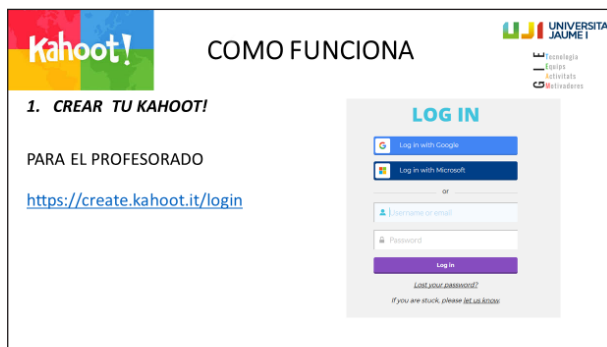 Kahoot!
COMO FUNCIONA
UJI UNIVERSITAT
JAUME I
Tecnologia
Equips
Activitats
Motivadores
1. CREAR TU KAHOOT!
PARA EL PROFESORADO
https://create.kahoot.it/login
LOG IN
Log in with Google
Log in with Microsoft
or
Username or email
Password
Log in
Lost your password?
If you are stuck, please let us know.